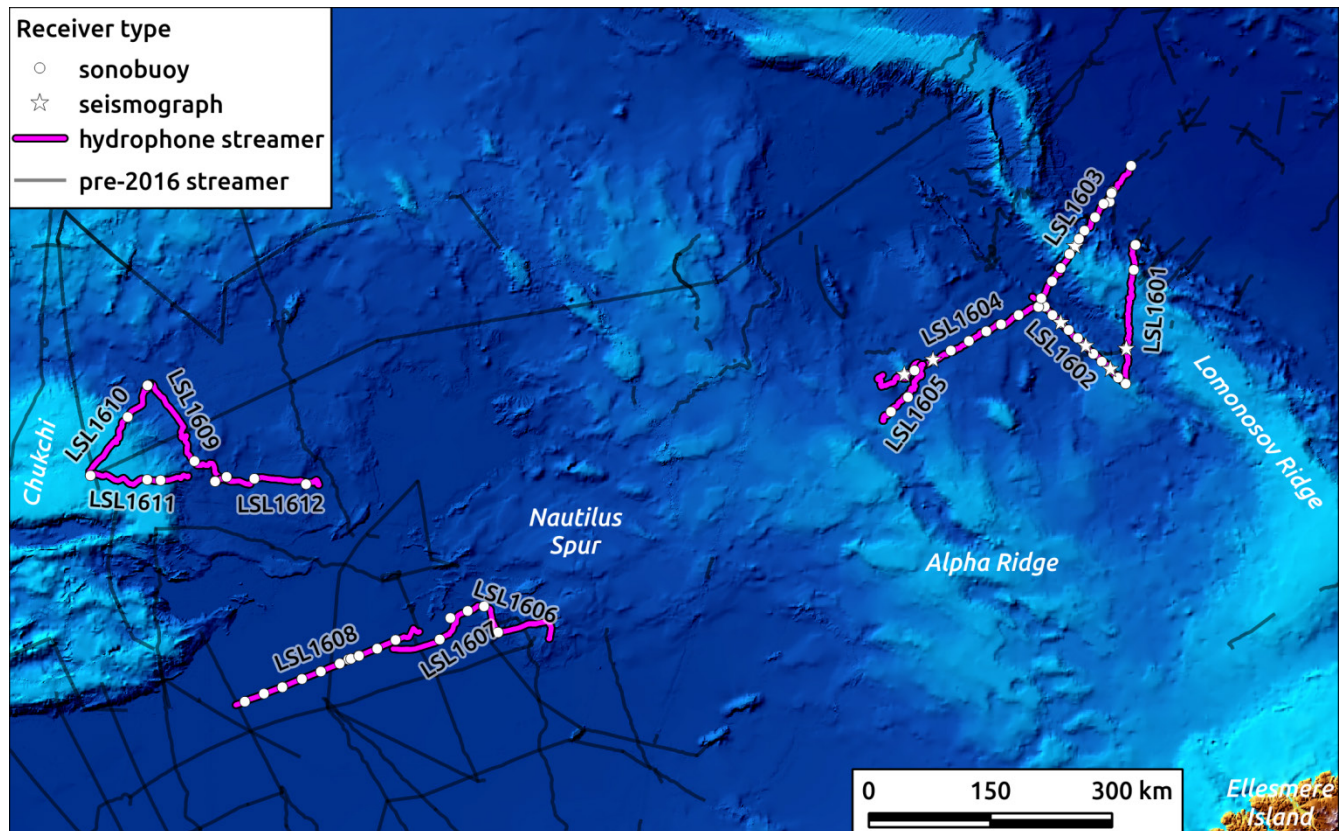 Receiver type
sonobuoy
seismograph
hydrophone streamer
pre-2016 streamer
LSL1603
LSL1601
LSL1604
LSL1602
LSL1605
Lomonosov Ridge
LSL1610
LSL1609
Chukchi
LSL1611
LSL1612
Nautilus
Spur
Alpha Ridge
LSL1606
LSL1607
LSL1608
0 150 300 km
Ellesmere
Island